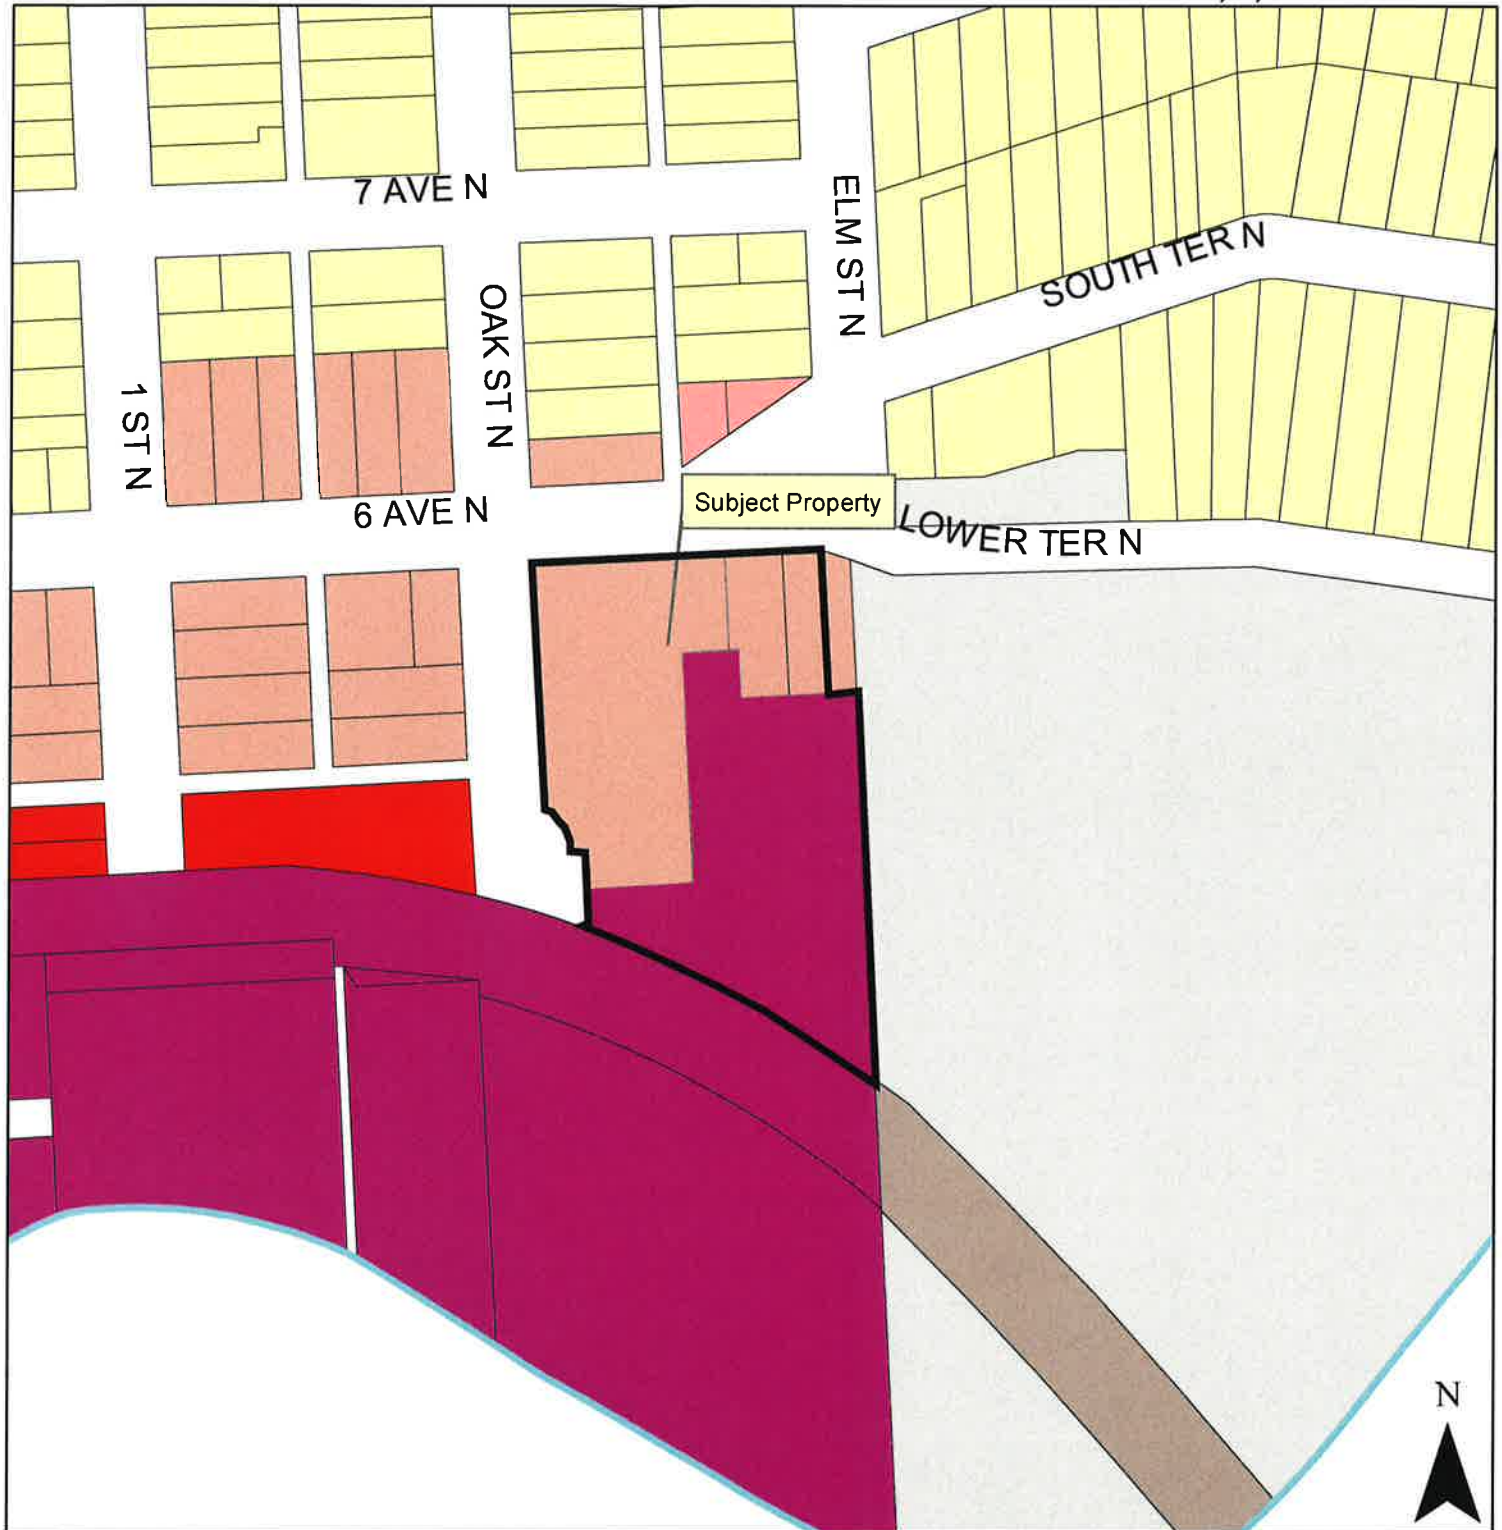 7 AVE N
ELM ST N
SOUTH TER N
OAK ST N
1 ST N
6 AVE N
Subject Property
LOWER TER N
N